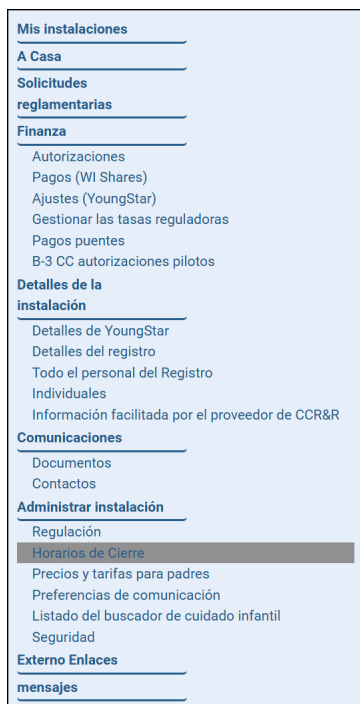 Mis instalaciones
A Casa
Solicitudes
reglamentarias
Finanza
Autorizaciones
Pagos (WI Shares)
Ajustes (YoungStar)
Gestionar las tasas reguladoras
Pagos puentes
B-3 CC autorizaciones pilotos
Detalles de la
instalación
Detalles de YoungStar
Detalles del registro
Todo el personal del Registro
Individuales
Información facilitada por el proveedor de CCR&R
Comunicaciones
Documentos
Contactos
Administrar instalación
Regulación
Horarios de Cierre
Precios y tarifas para padres
Preferencias de comunicación
Listado del buscador de cuidado infantil
Seguridad
Externo Enlaces
mensajes